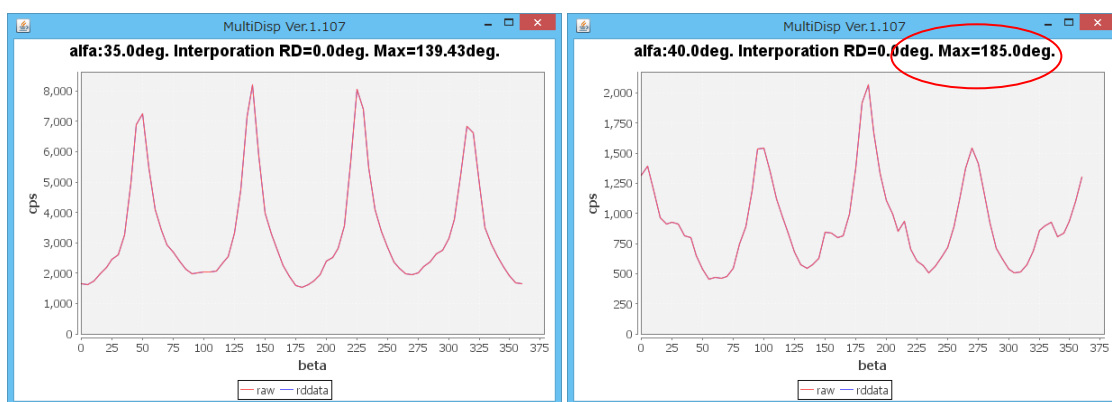 MultiDisp Ver.1.107
alfa:35.0deg. Interporation RD=0.0deg. Max=139.43deg.
8,000
7,000
6,000
5,000
4,000
3,000
2,000
1,000
0
cps
0 25 50 75 100 125 150 175 200 225 250 275 300 325 350 375
beta
raw rddata
MultiDisp Ver.1.107
alfa:40.0deg. Interporation RD=0.0deg. Max=185.0deg.
2,000
1,750
1,500
1,250
1,000
750
500
250
0
cps
0 25 50 75 100 125 150 175 200 225 250 275 300 325 350 375
beta
raw rddata